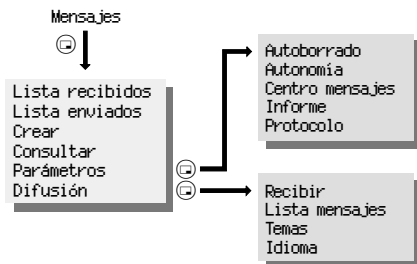 Mensajes
Lista recibidos
Lista enviados
Crear
Consultar
Parámetros
Difusión
Autoborrado
Autonomía
Centro mensajes
Informe
Protocolo
Recibir
Lista mensajes
Temas
Idioma